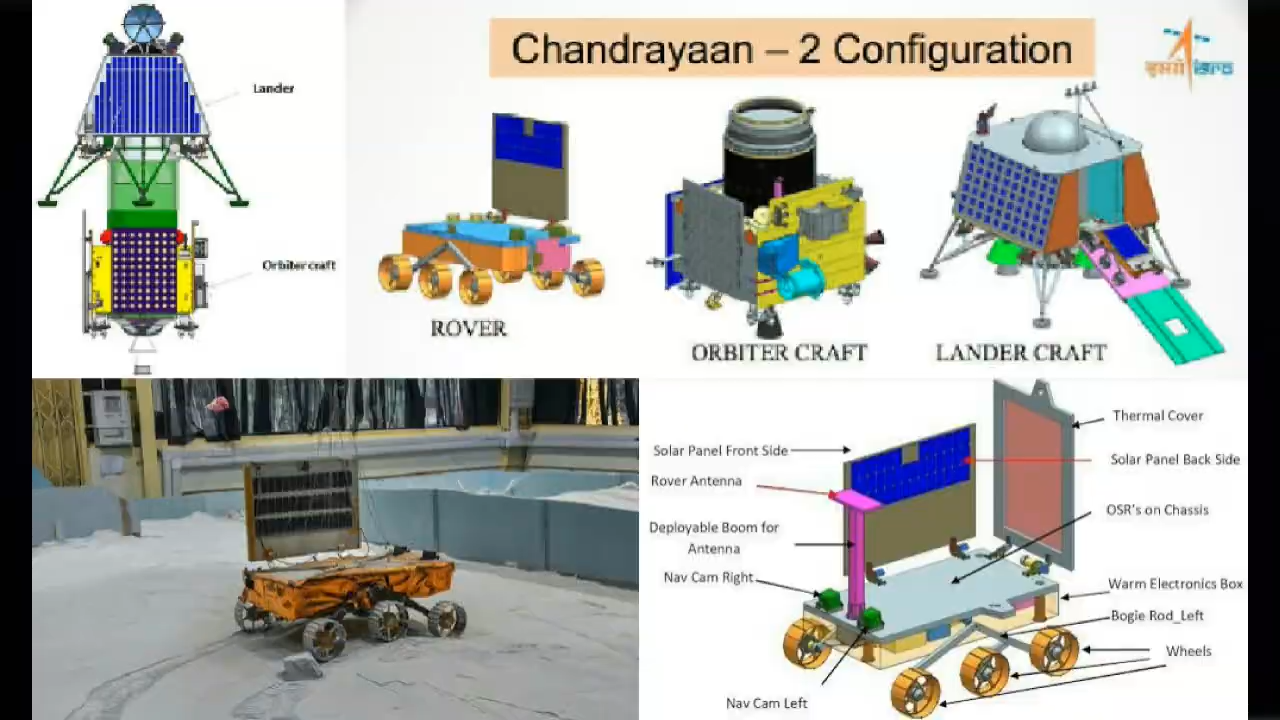 Chandrayaan – 2 Configuration
इसरो isro
Lander
Orbiter craft
ROVER
ORBITER CRAFT
LANDER CRAFT
Thermal Cover
Solar Panel Front Side
Solar Panel Back Side
Rover Antenna
OSR's on Chassis
Deployable Boom for
Antenna
Nav Cam Right
Warm Electronics Box
Bogie Rod_Left
Wheels
Nav Cam Left